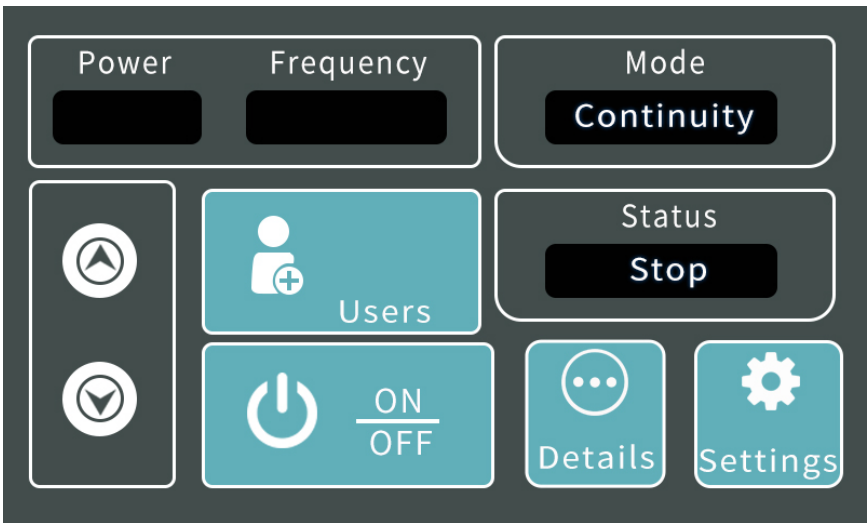 Power
Frequency
Mode
Continuity
Status
Stop
Users
ON
OFF
Details
Settings